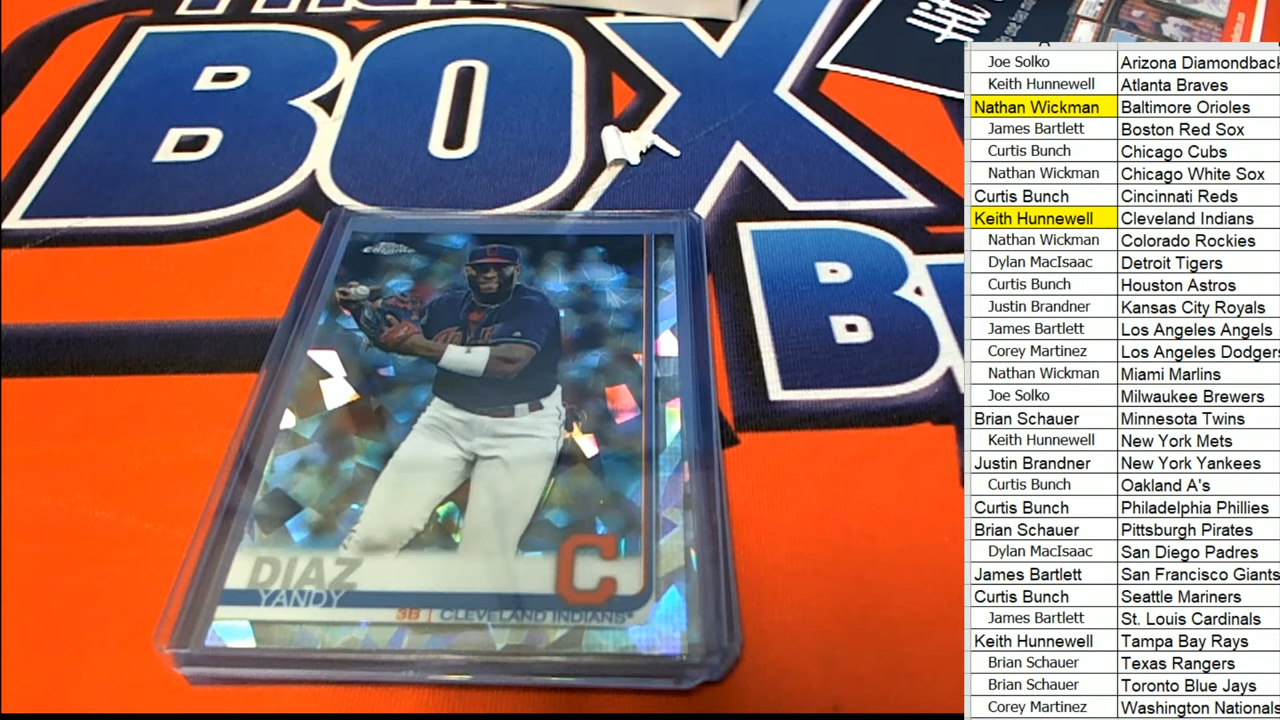 BOX
B
Hit
Chrome
DIAZ
YANDY
3B | CLEVELAND INDIANS
C
Joe Solko Arizona Diamondback
Keith Hunnewell Atlanta Braves
Nathan Wickman Baltimore Orioles
James Bartlett Boston Red Sox
Curtis Bunch Chicago Cubs
Nathan Wickman Chicago White Sox
Curtis Bunch Cincinnati Reds
Keith Hunnewell Cleveland Indians
Nathan Wickman Colorado Rockies
Dylan MacIsaac Detroit Tigers
Curtis Bunch Houston Astros
Justin Brandner Kansas City Royals
James Bartlett Los Angeles Angels
Corey Martinez Los Angeles Dodgers
Nathan Wickman Miami Marlins
Joe Solko Milwaukee Brewers
Brian Schauer Minnesota Twins
Keith Hunnewell New York Mets
Justin Brandner New York Yankees
Curtis Bunch Oakland A's
Curtis Bunch Philadelphia Phillies
Brian Schauer Pittsburgh Pirates
Dylan MacIsaac San Diego Padres
James Bartlett San Francisco Giants
Curtis Bunch Seattle Mariners
James Bartlett St. Louis Cardinals
Keith Hunnewell Tampa Bay Rays
Brian Schauer Texas Rangers
Brian Schauer Toronto Blue Jays
Corey Martinez Washington Nationals